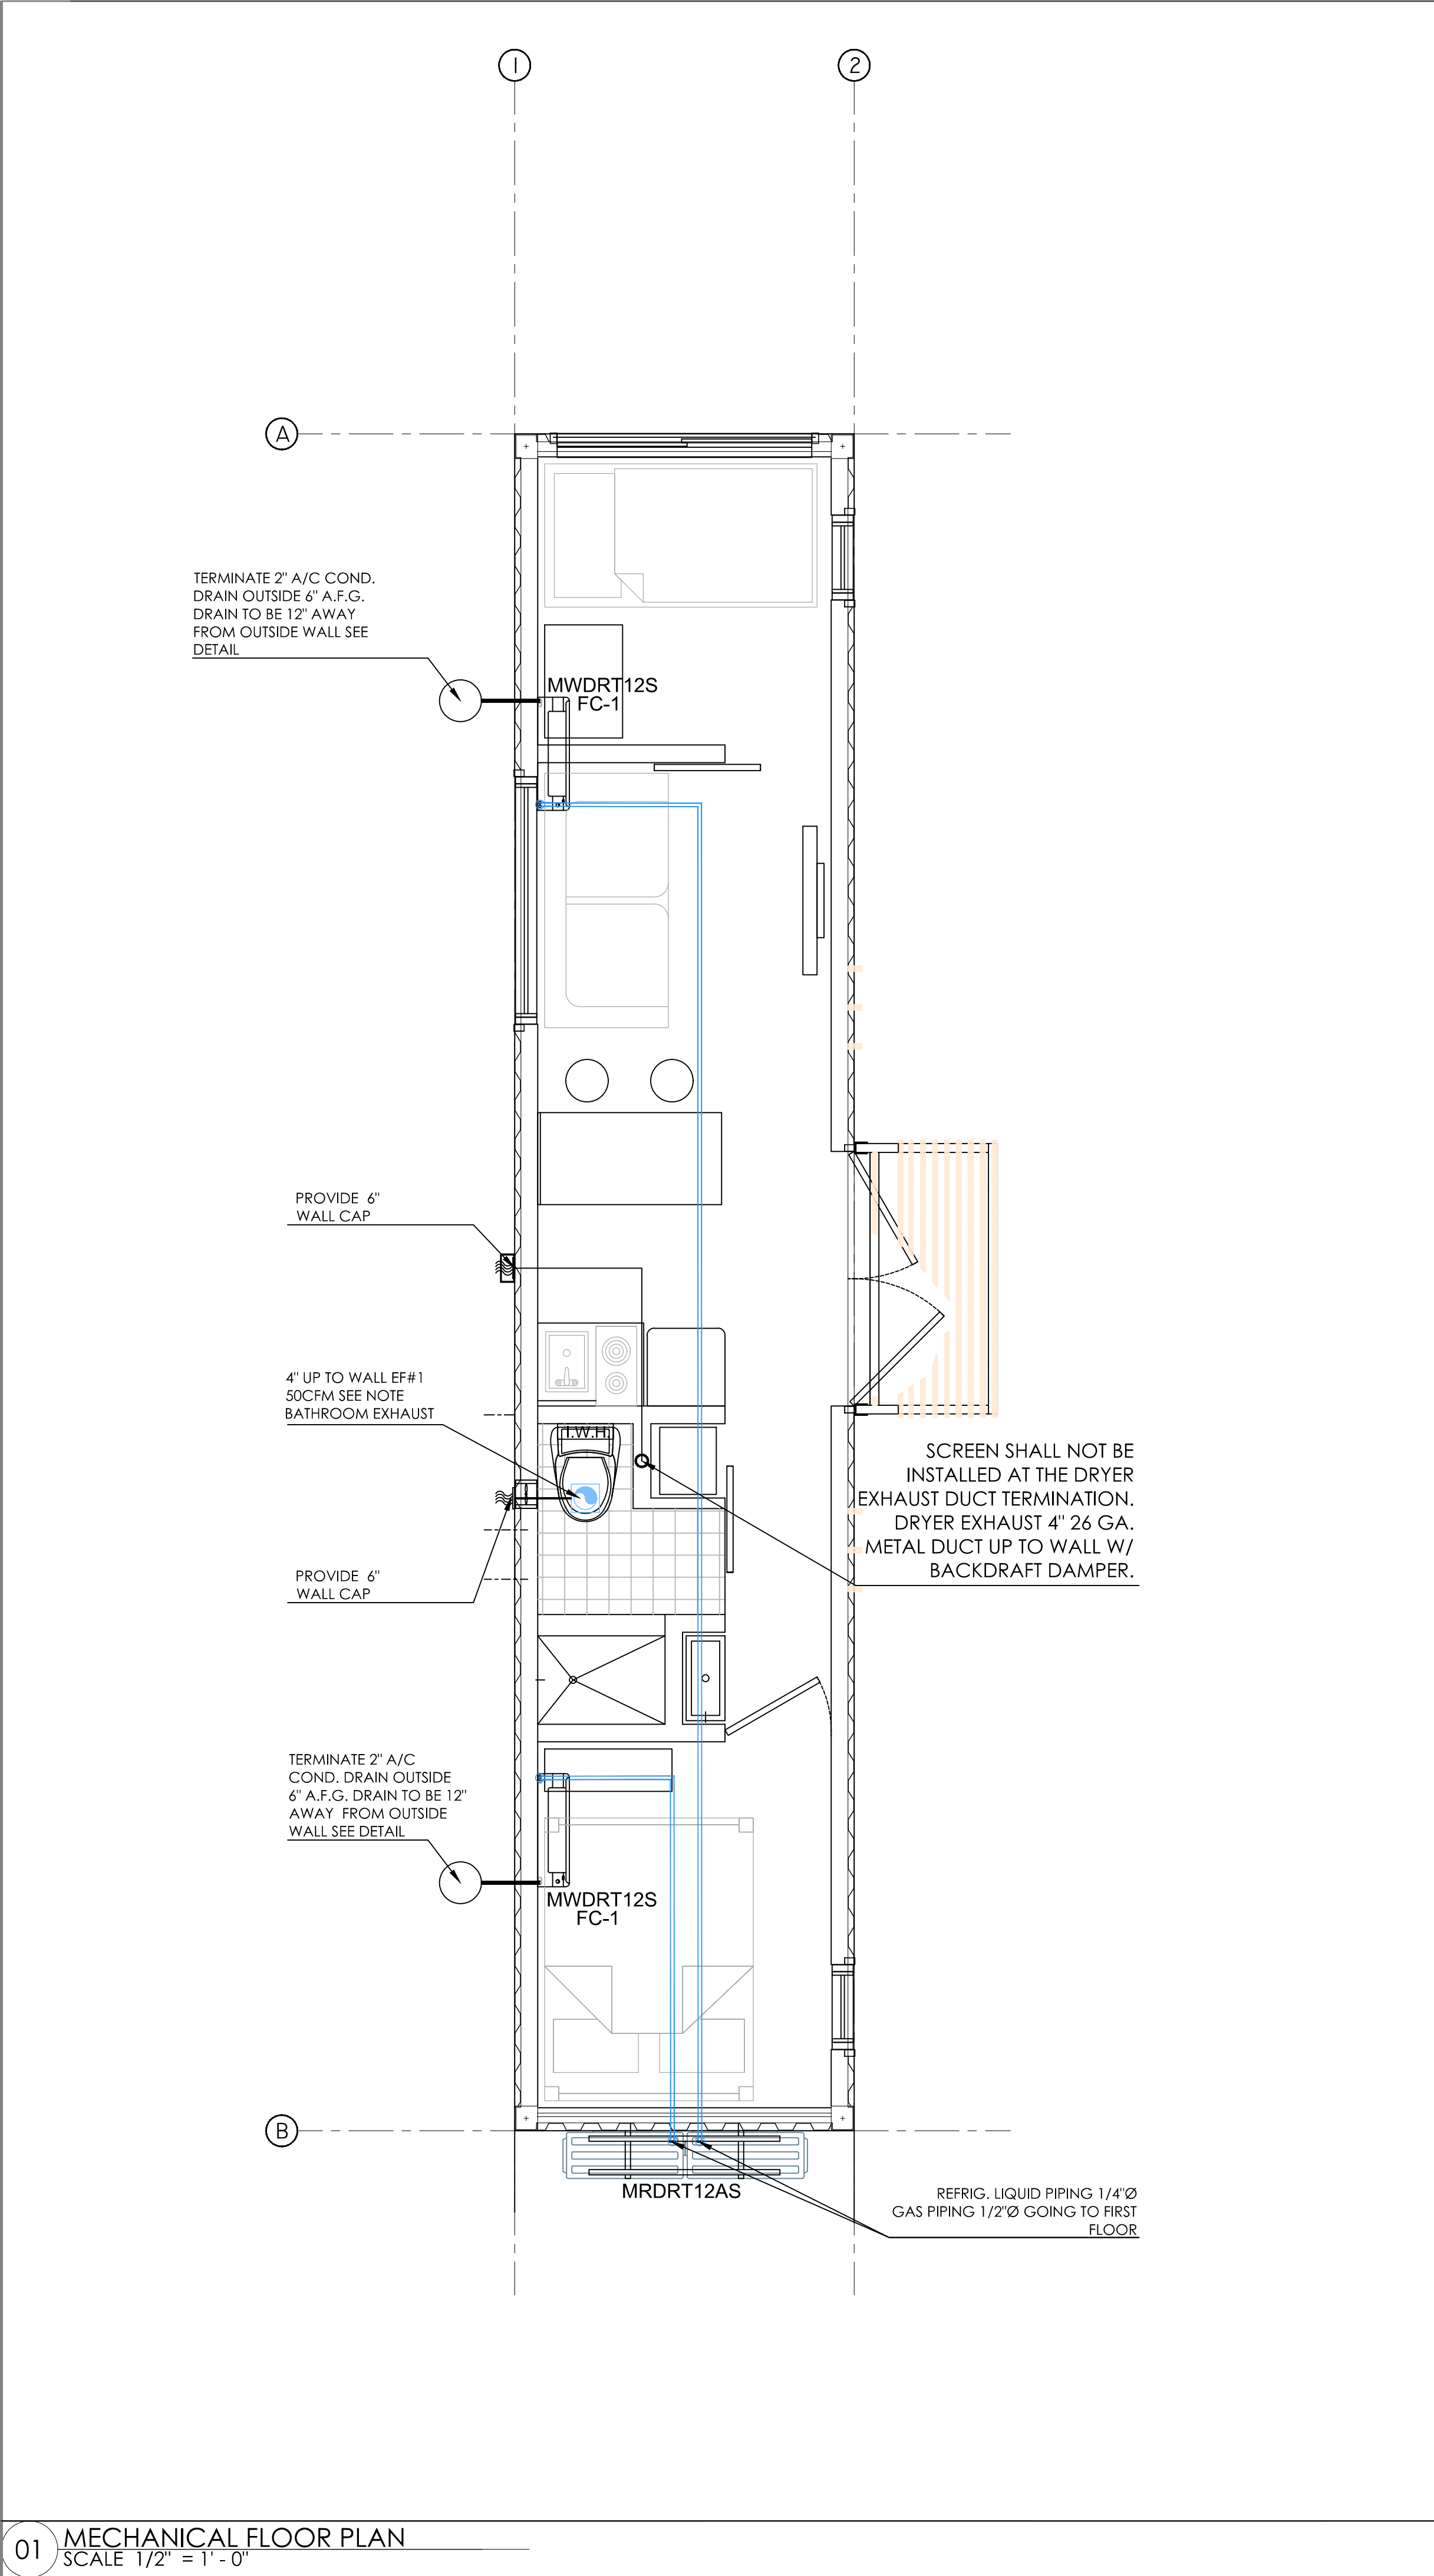 1
2
A
TERMINATE 2" A/C COND.
DRAIN OUTSIDE 6" A.F.G.
DRAIN TO BE 12" AWAY
FROM OUTSIDE WALL SEE
DETAIL
MWDRT12S
FC-1
PROVIDE 6"
WALL CAP
4" UP TO WALL EF#1
50CFM SEE NOTE
BATHROOM EXHAUST
I.W.H.
SCREEN SHALL NOT BE
INSTALLED AT THE DRYER
EXHAUST DUCT TERMINATION.
DRYER EXHAUST 4" 26 GA.
METAL DUCT UP TO WALL W/
BACKDRAFT DAMPER.
PROVIDE 6"
WALL CAP
TERMINATE 2" A/C
COND. DRAIN OUTSIDE
6" A.F.G. DRAIN TO BE 12"
AWAY FROM OUTSIDE
WALL SEE DETAIL
MWDRT12S
FC-1
B
MRDRT12AS
REFRIG. LIQUID PIPING 1/4"Ø
GAS PIPING 1/2"Ø GOING TO FIRST
FLOOR
01
MECHANICAL FLOOR PLAN
SCALE 1/2" = 1' - 0"